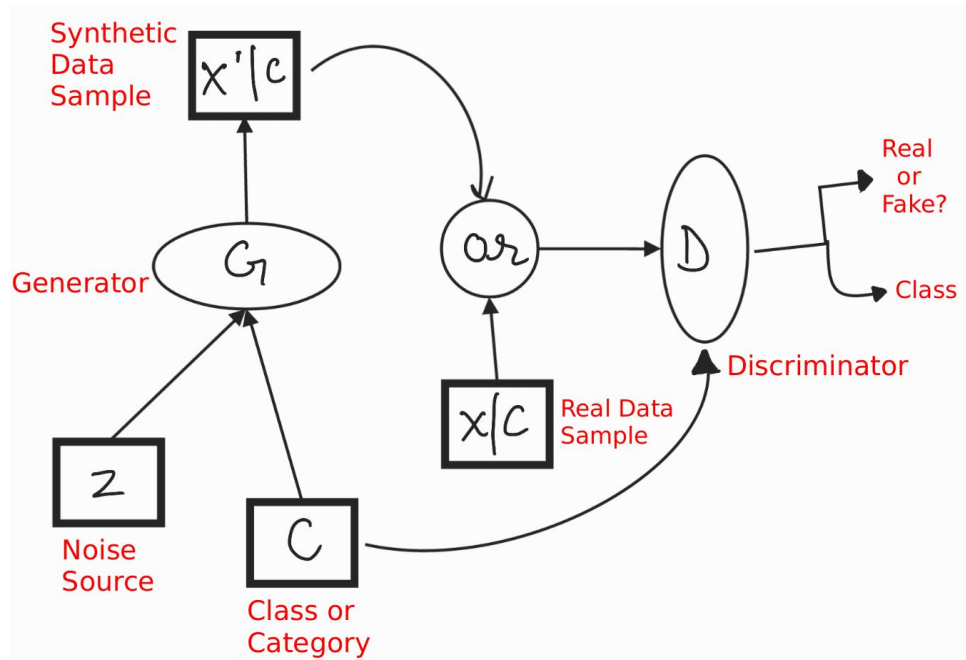 Synthetic
Data
Sample
X'|C
Generator
G
Z
Noise
Source
C
Class or
Category
or
X|C
Real Data
Sample
D
Discriminator
Real
or
Fake?
Class